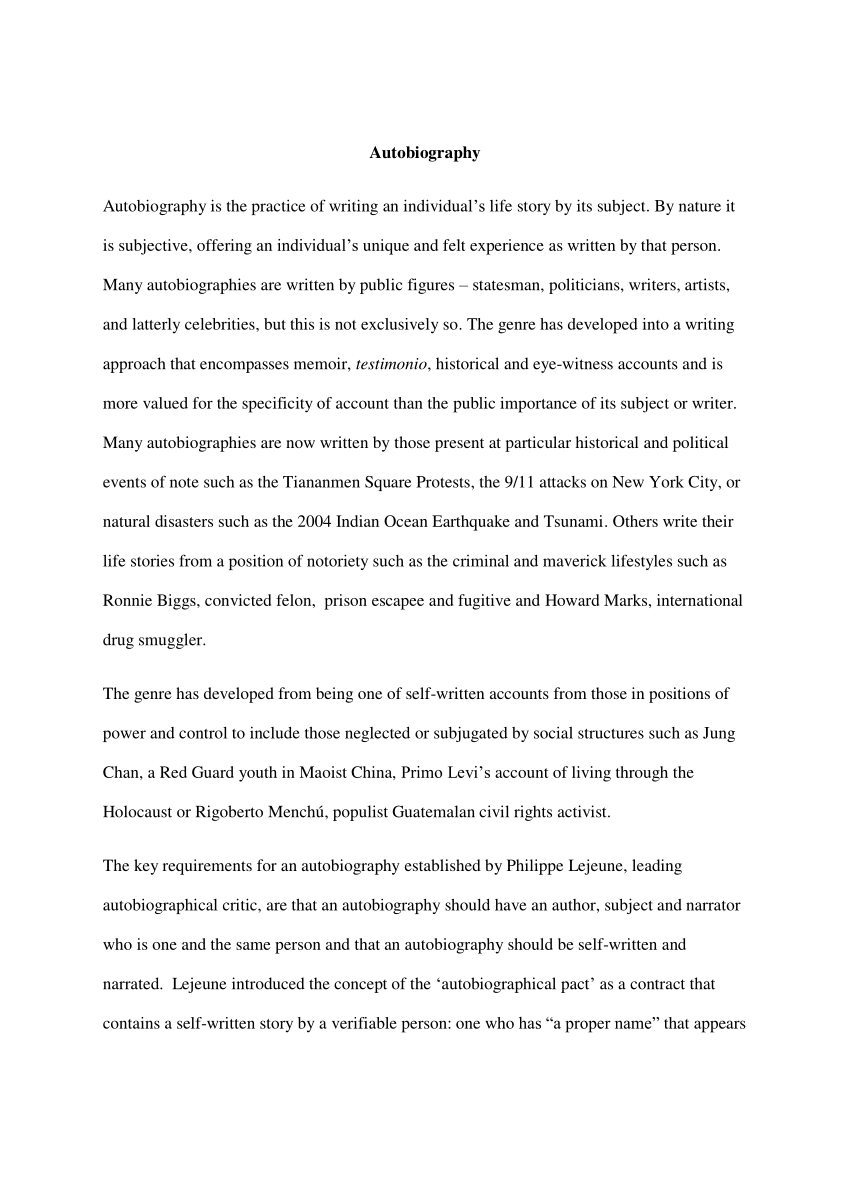 Autobiography
Autobiography is the practice of writing an individual’s life story by its subject. By nature it
is subjective, offering an individual’s unique and felt experience as written by that person.
Many autobiographies are written by public figures – statesman, politicians, writers, artists,
and latterly celebrities, but this is not exclusively so. The genre has developed into a writing
approach that encompasses memoir, testimonio, historical and eye-witness accounts and is
more valued for the specificity of account than the public importance of its subject or writer.
Many autobiographies are now written by those present at particular historical and political
events of note such as the Tiananmen Square Protests, the 9/11 attacks on New York City, or
natural disasters such as the 2004 Indian Ocean Earthquake and Tsunami. Others write their
life stories from a position of notoriety such as the criminal and maverick lifestyles such as
Ronnie Biggs, convicted felon,  prison escapee and fugitive and Howard Marks, international
drug smuggler.
The genre has developed from being one of self-written accounts from those in positions of
power and control to include those neglected or subjugated by social structures such as Jung
Chan, a Red Guard youth in Maoist China, Primo Levi’s account of living through the
Holocaust or Rigoberto Menchú, populist Guatemalan civil rights activist.
The key requirements for an autobiography established by Philippe Lejeune, leading
autobiographical critic, are that an autobiography should have an author, subject and narrator
who is one and the same person and that an autobiography should be self-written and
narrated.  Lejeune introduced the concept of the ‘autobiographical pact’ as a contract that
contains a self-written story by a verifiable person: one who has “a proper name” that appears